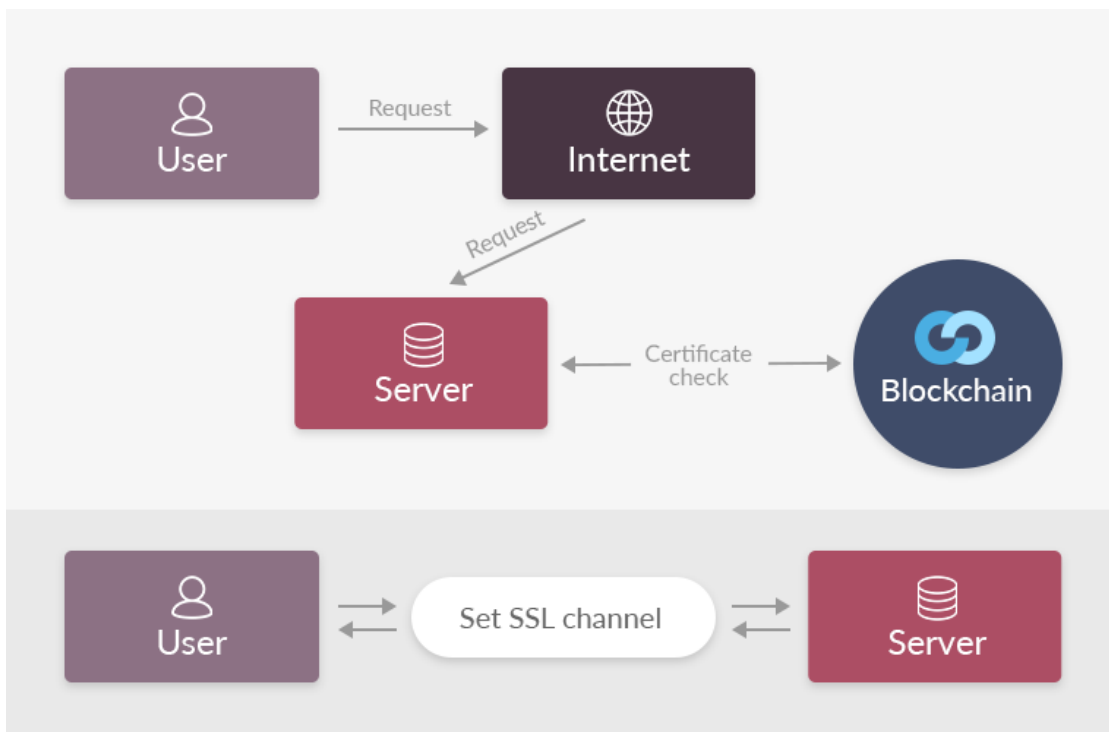 User
Request
Internet
Request
Server
Certificate
check
Blockchain
User
Set SSL channel
Server